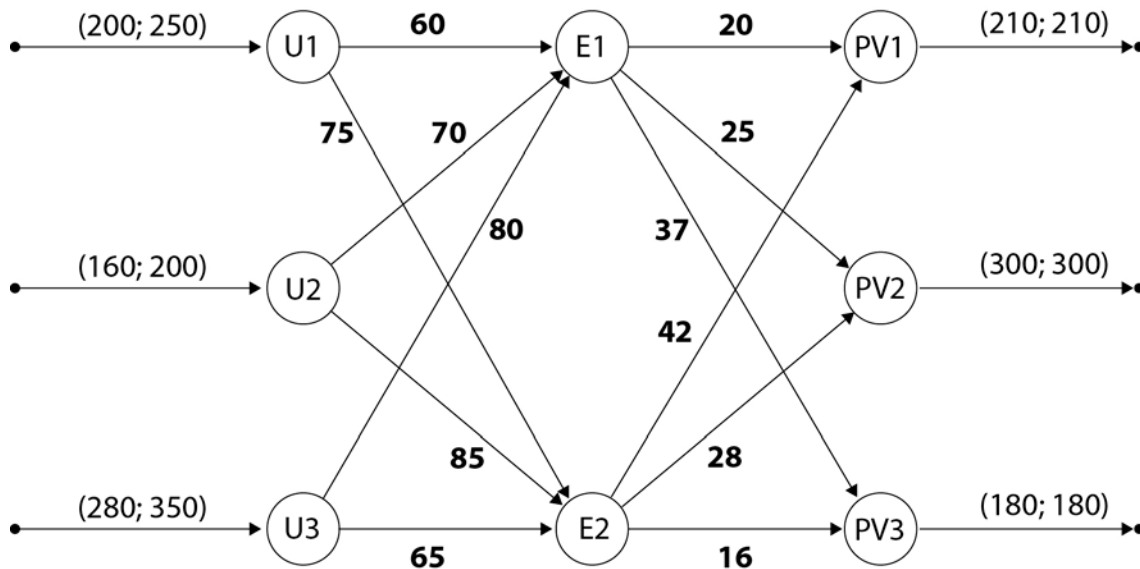 (200; 250) U1 60 E1 20 PV1 (210; 210)
75 70 25
80 37
(160; 200) U2 PV2 (300; 300)
42
85 28
(280; 350) U3 E2 PV3 (180; 180)
65 16